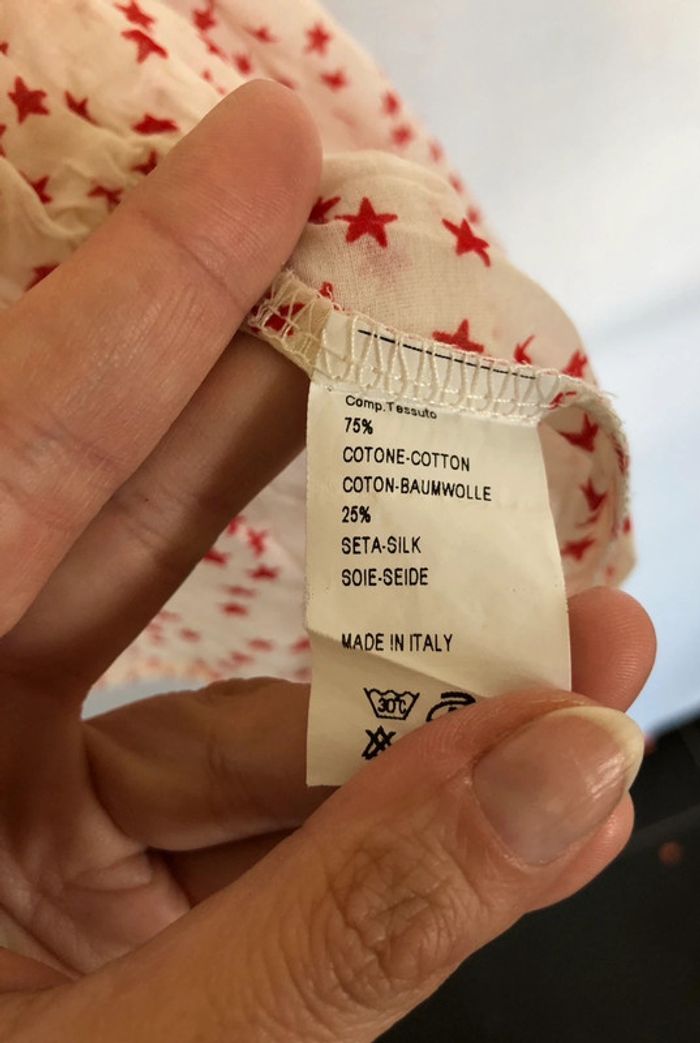 Comp.Tessuto
75%
COTONE-COTTON
COTON-BAUMWOLLE
25%
SETA-SILK
SOIE-SEIDE
MADE IN ITALY
30°C